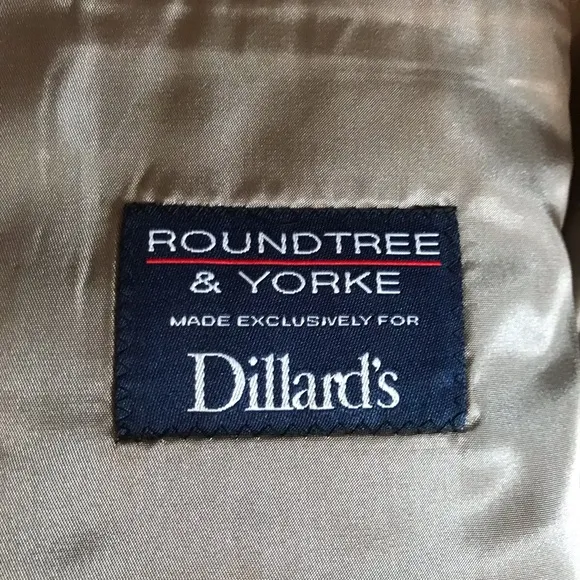 ROUNDTREE
& YORKE
MADE EXCLUSIVELY FOR
Dillard's